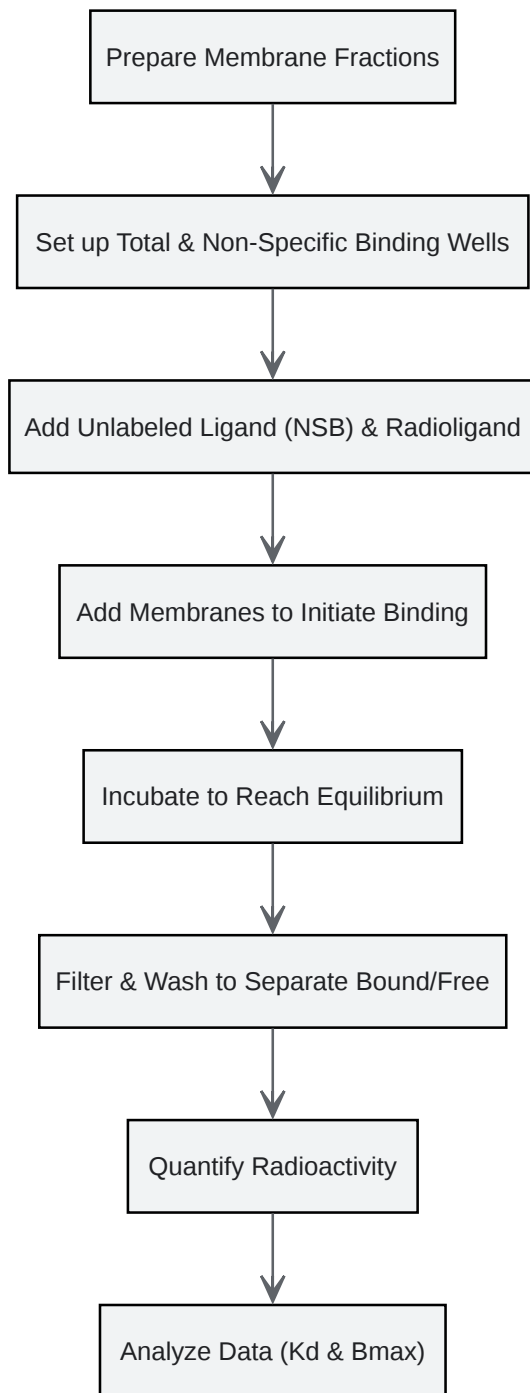 Prepare Membrane Fractions
Set up Total & Non-Specific Binding Wells
Add Unlabeled Ligand (NSB) & Radioligand
Add Membranes to Initiate Binding
Incubate to Reach Equilibrium
Filter & Wash to Separate Bound/Free
Quantify Radioactivity
Analyze Data (Kd & Bmax)